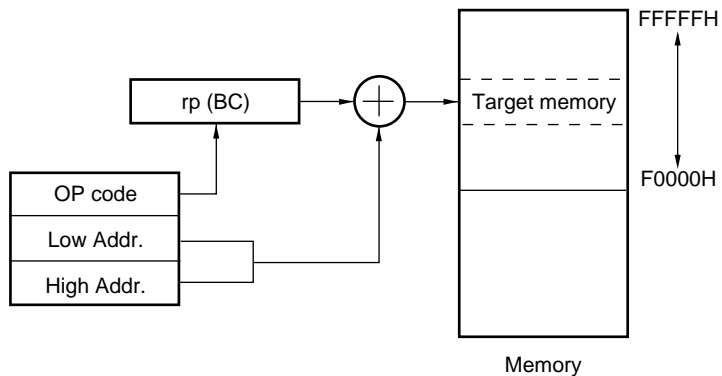 FFFFFH
rp (BC)
Target memory
OP code
F0000H
Low Addr.
High Addr.
Memory